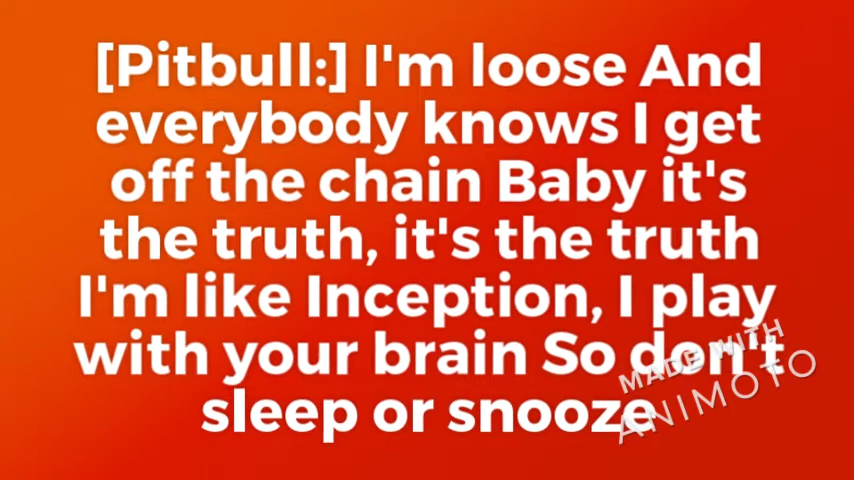 [Pitbull:] I'm loose And
everybody knows I get
off the chain Baby it's
the truth, it's the truth
I'm like Inception, I play
with your brain So don't
sleep or snooze
MADE WITH
ANIMOTO